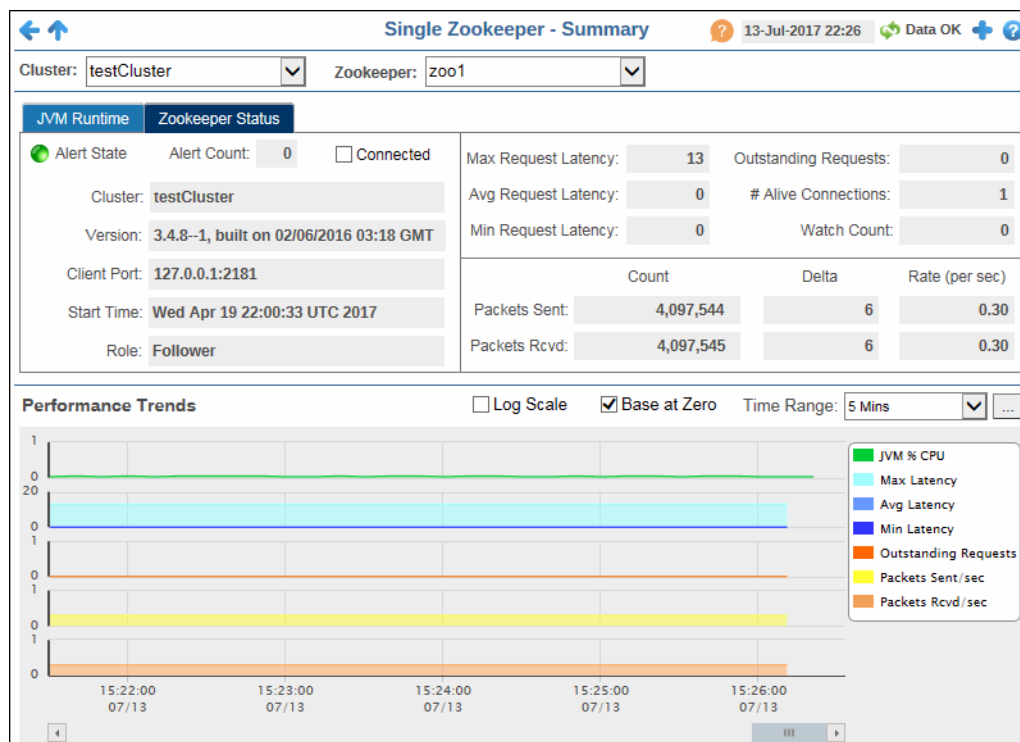 Single Zookeeper - Summary ? 13-Jul-2017 22:26 Data OK ?
Cluster: testCluster Zookeeper: zoo1
JVM Runtime Zookeeper Status
Alert State Alert Count: 0 Connected
Cluster: testCluster
Version: 3.4.8--1, built on 02/06/2016 03:18 GMT
Client Port: 127.0.0.1:2181
Start Time: Wed Apr 19 22:00:33 UTC 2017
Role: Follower
Max Request Latency: 13 Outstanding Requests: 0
Avg Request Latency: 0 # Alive Connections: 1
Min Request Latency: 0 Watch Count: 0
Count Delta Rate (per sec)
Packets Sent: 4,097,544 6 0.30
Packets Rcvd: 4,097,545 6 0.30
Performance Trends Log Scale Base at Zero Time Range: 5 Mins ...
1
0
20
0
1
0
1
0
1
0
15:22:00 15:23:00 15:24:00 15:25:00 15:26:00
07/13 07/13 07/13 07/13 07/13
JVM % CPU
Max Latency
Avg Latency
Min Latency
Outstanding Requests
Packets Sent/sec
Packets Rcvd/sec